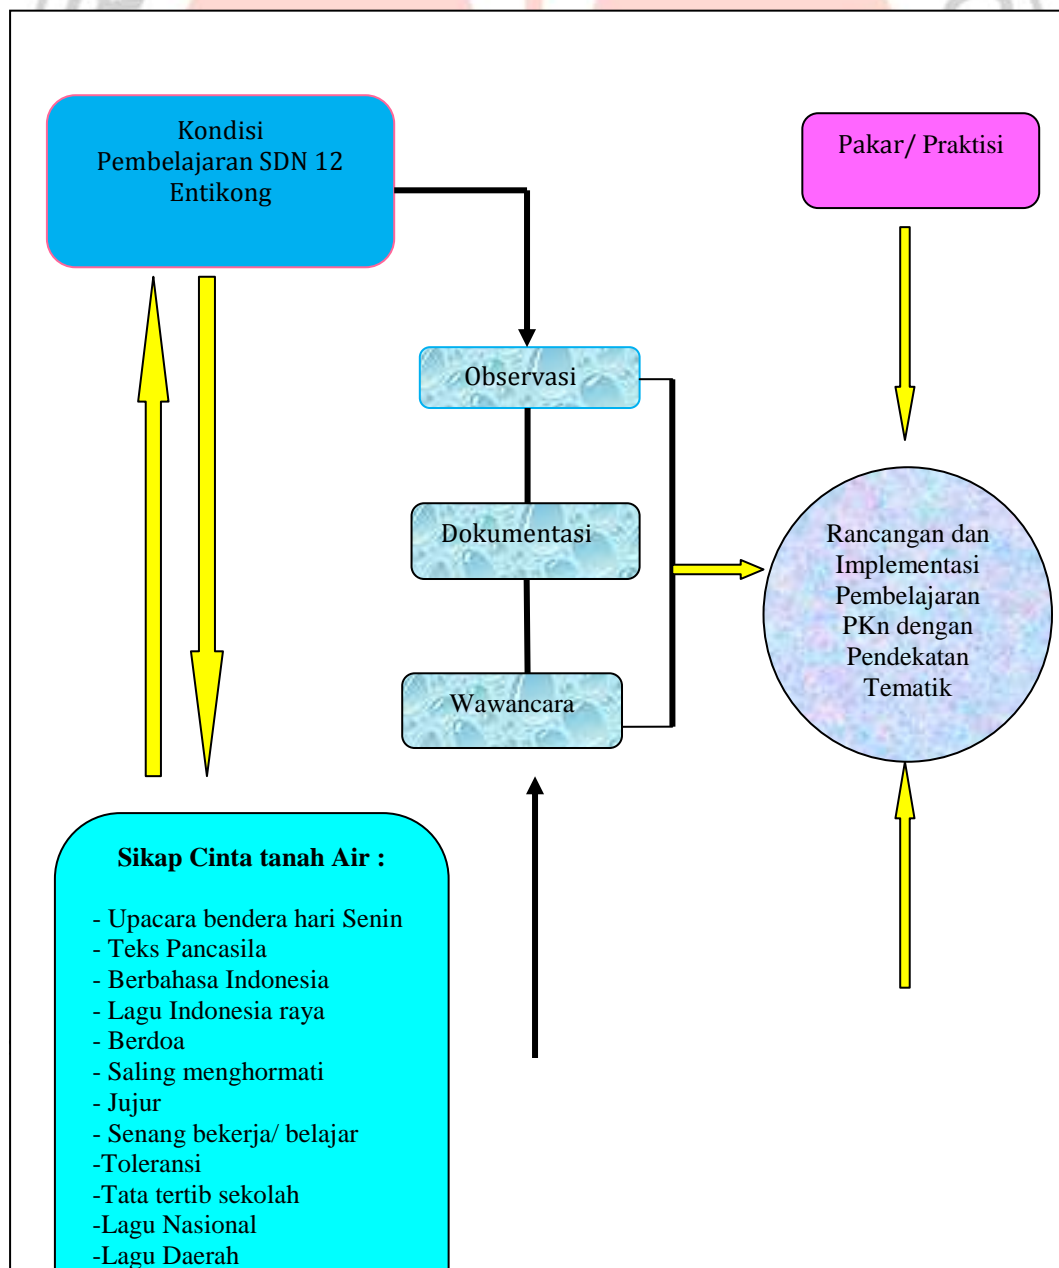 Kondisi
Pembelajaran SDN 12
Entikong
Pakar/ Praktisi
Observasi
Dokumentasi
Wawancara
Rancangan dan
Implementasi
Pembelajaran
PKn dengan
Pendekatan
Tematik
Sikap Cinta tanah Air :
- Upacara bendera hari Senin
- Teks Pancasila
- Berbahasa Indonesia
- Lagu Indonesia raya
- Berdoa
- Saling menghormati
- Jujur
- Senang bekerja/ belajar
-Toleransi
-Tata tertib sekolah
-Lagu Nasional
-Lagu Daerah